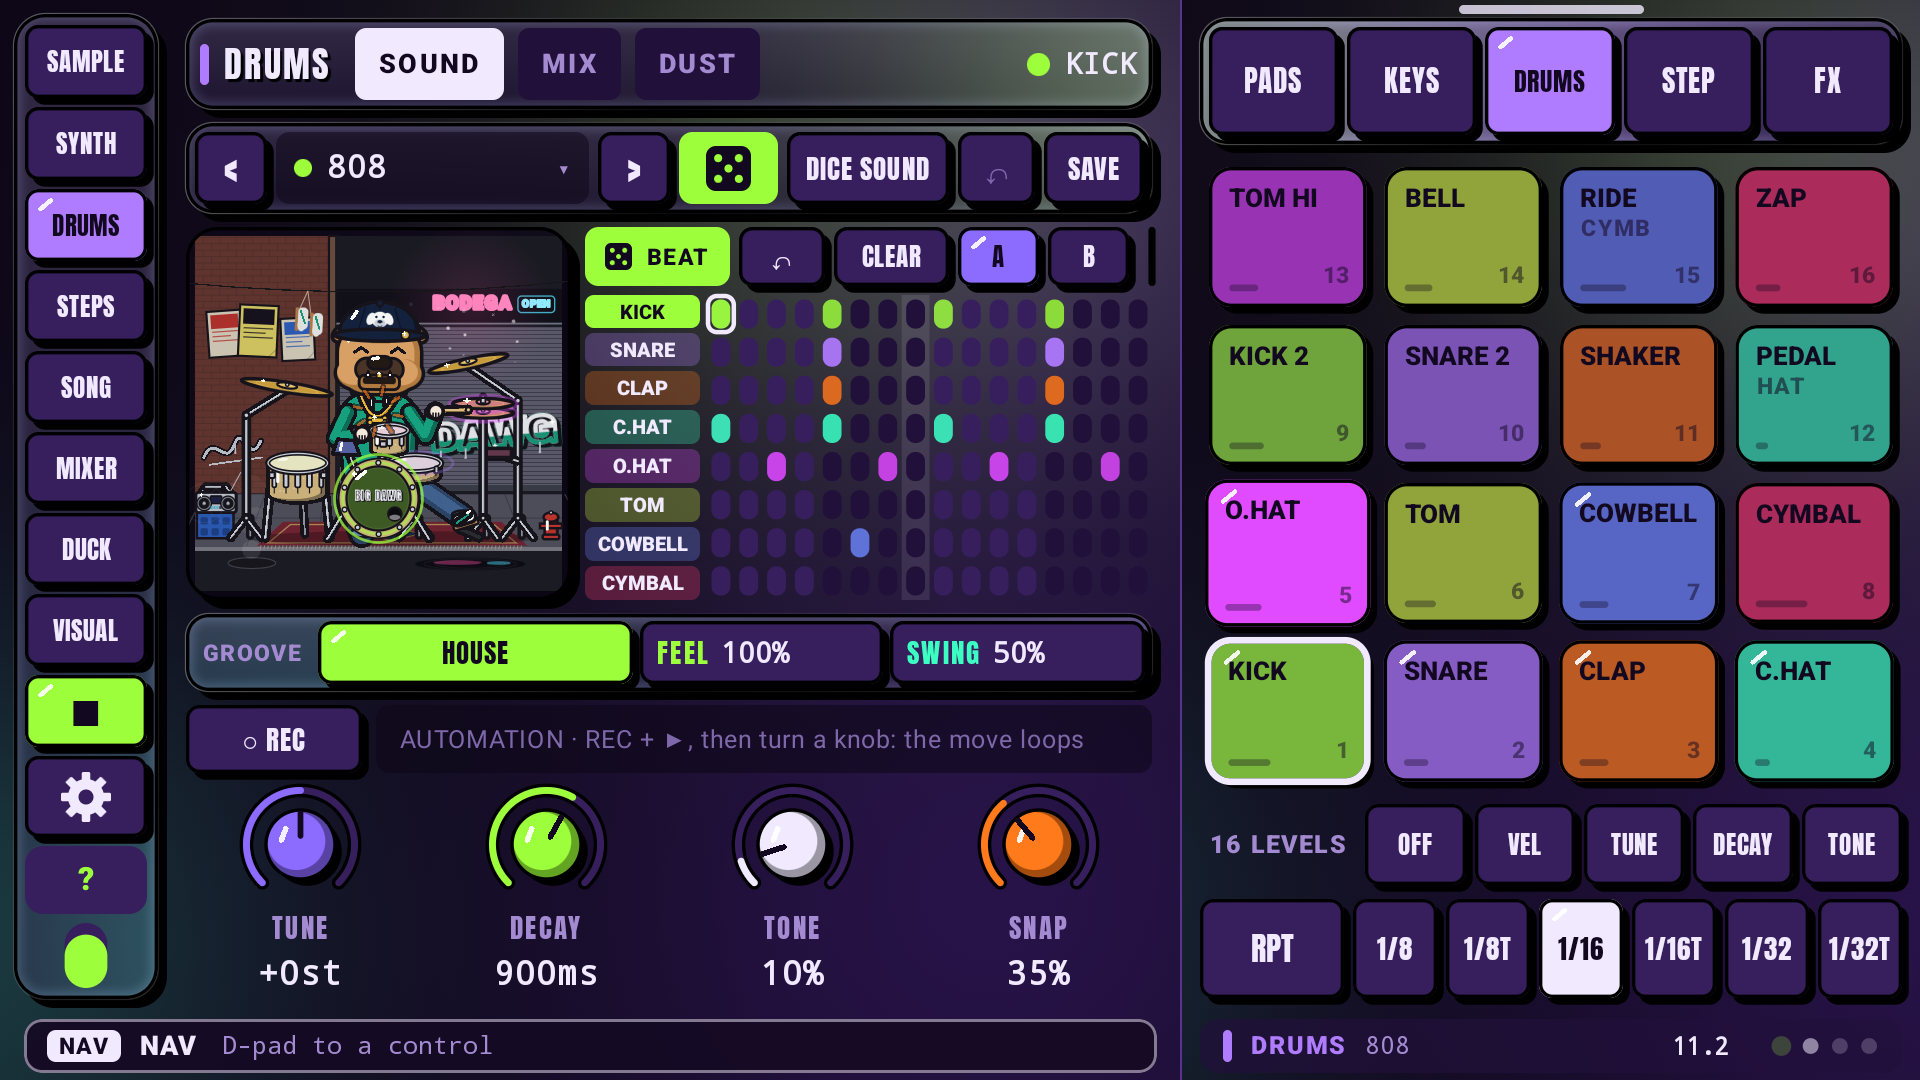 SAMPLE
SYNTH
DRUMS
STEPS
SONG
MIXER
DUCK
VISUAL
?
DRUMS SOUND MIX DUST KICK
< 808 > DICE SOUND SAVE
BODEGA OPEN
DAWG
BIG DAWG
BEAT CLEAR A B
KICK
SNARE
CLAP
C.HAT
O.HAT
TOM
COWBELL
CYMBAL
GROOVE HOUSE FEEL 100% SWING 50%
○ REC AUTOMATION · REC + ►, then turn a knob: the move loops
TUNE DECAY TONE SNAP
+0st 900ms 10% 35%
NAV NAV D-pad to a control
PADS KEYS DRUMS STEP FX
TOM HI BELL RIDE ZAP
CYMB
13 14 15 16
KICK 2 SNARE 2 SHAKER PEDAL
HAT
9 10 11 12
O.HAT TOM COWBELL CYMBAL
5 6 7 8
KICK SNARE CLAP C.HAT
1 2 3 4
16 LEVELS OFF VEL TUNE DECAY TONE
RPT 1/8 1/8T 1/16 1/16T 1/32 1/32T
DRUMS 808 11.2